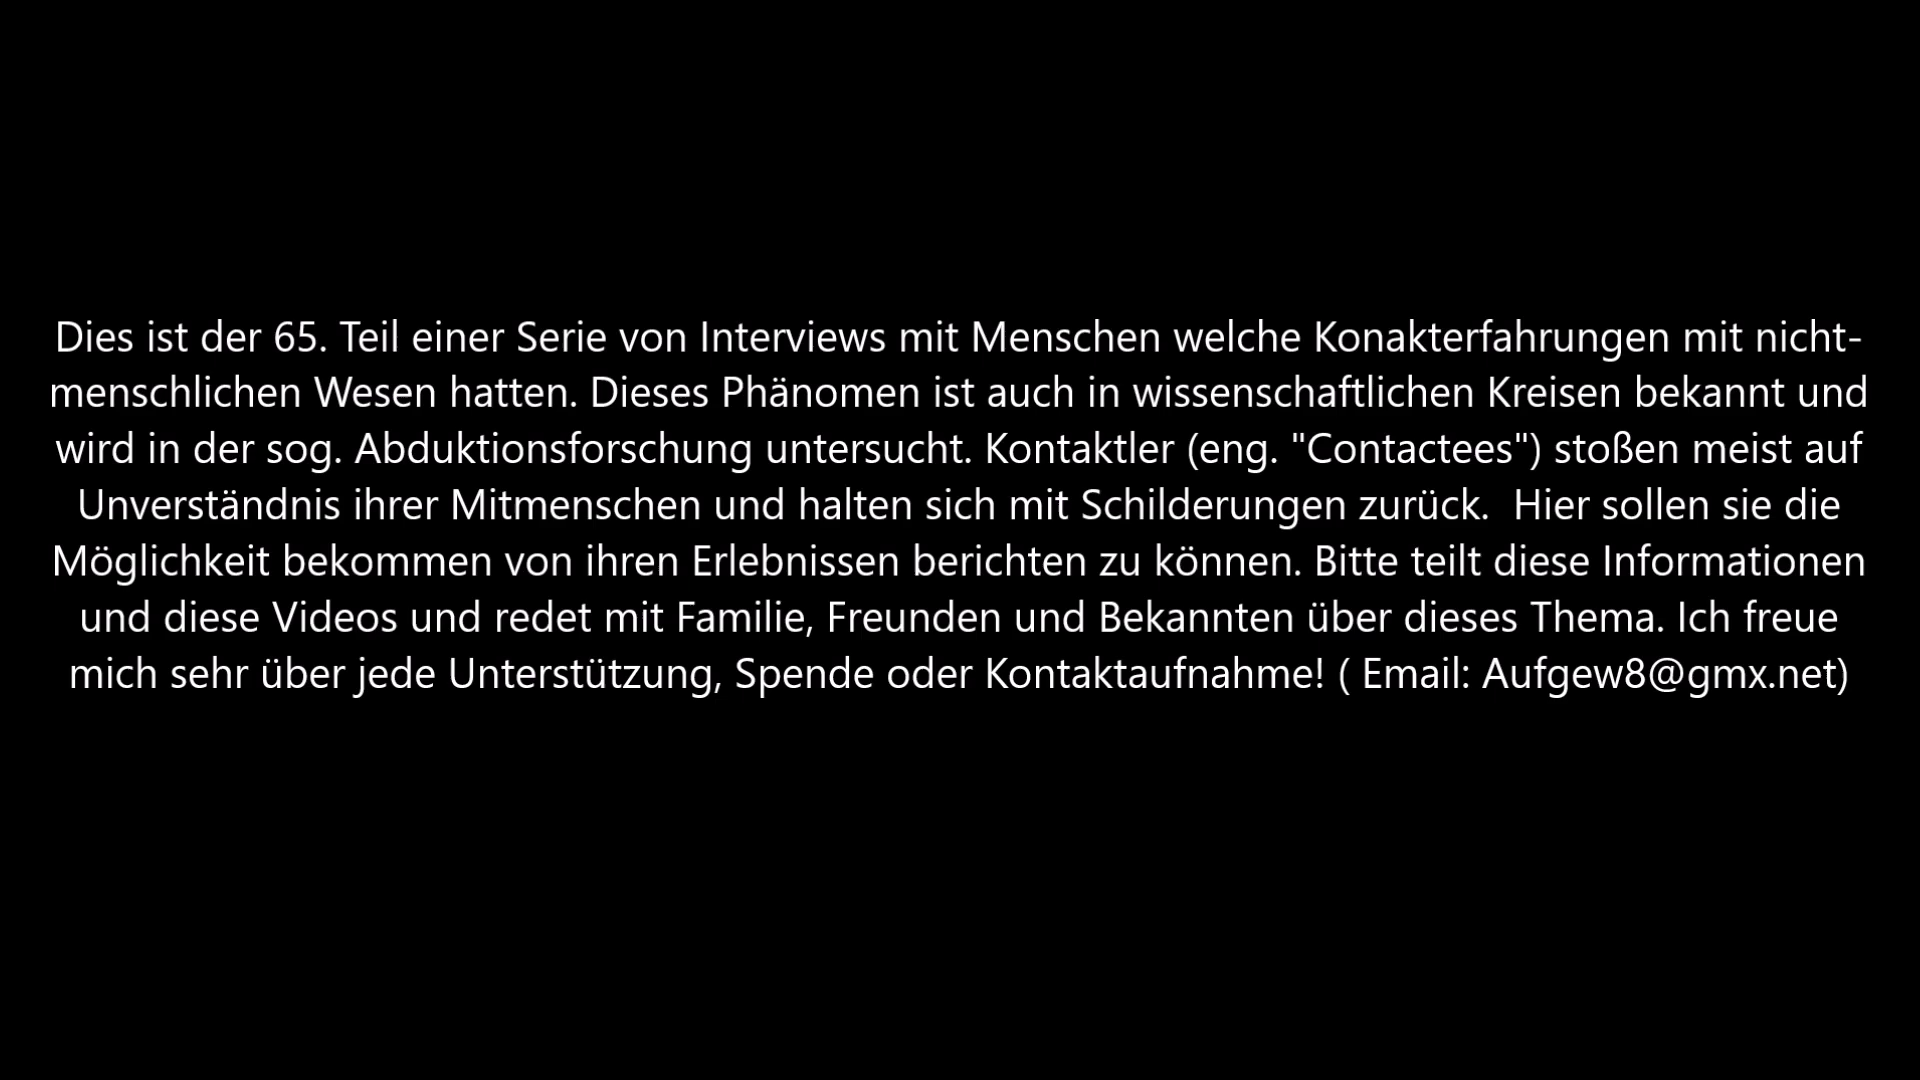 Dies ist der 65. Teil einer Serie von Interviews mit Menschen welche Konakterfahrungen mit nicht-
menschlichen Wesen hatten. Dieses Phänomen ist auch in wissenschaftlichen Kreisen bekannt und
wird in der sog. Abduktionsforschung untersucht. Kontaktler (eng. "Contactees") stoßen meist auf
Unverständnis ihrer Mitmenschen und halten sich mit Schilderungen zurück.  Hier sollen sie die
Möglichkeit bekommen von ihren Erlebnissen berichten zu können. Bitte teilt diese Informationen
und diese Videos und redet mit Familie, Freunden und Bekannten über dieses Thema. Ich freue
mich sehr über jede Unterstützung, Spende oder Kontaktaufnahme! ( Email: Aufgew8@gmx.net)